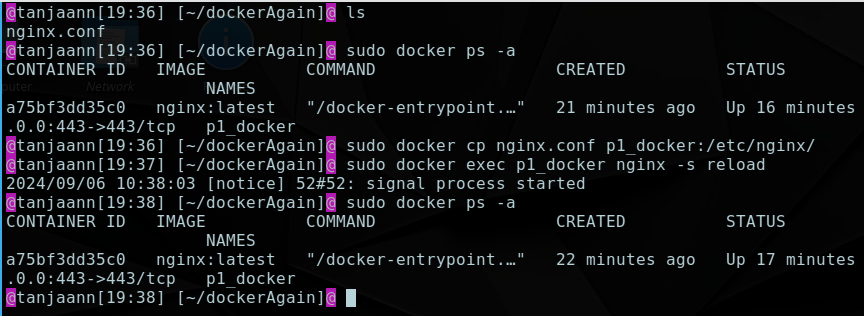 @tanjaann[19:36] [~/dockerAgain]@ ls
nginx.conf
@tanjaann[19:36] [~/dockerAgain]@ sudo docker ps -a
CONTAINER ID   IMAGE          COMMAND                  CREATED          STATUS
                    NAMES
a75bf3dd35c0   nginx:latest   "/docker-entrypoint.…"   21 minutes ago   Up 16 minutes
.0.0:443->443/tcp   p1_docker
@tanjaann[19:36] [~/dockerAgain]@ sudo docker cp nginx.conf p1_docker:/etc/nginx/
@tanjaann[19:37] [~/dockerAgain]@ sudo docker exec p1_docker nginx -s reload
2024/09/06 10:38:03 [notice] 52#52: signal process started
@tanjaann[19:38] [~/dockerAgain]@ sudo docker ps -a
CONTAINER ID   IMAGE          COMMAND                  CREATED          STATUS
                    NAMES
a75bf3dd35c0   nginx:latest   "/docker-entrypoint.…"   22 minutes ago   Up 17 minutes
.0.0:443->443/tcp   p1_docker
@tanjaann[19:38] [~/dockerAgain]@